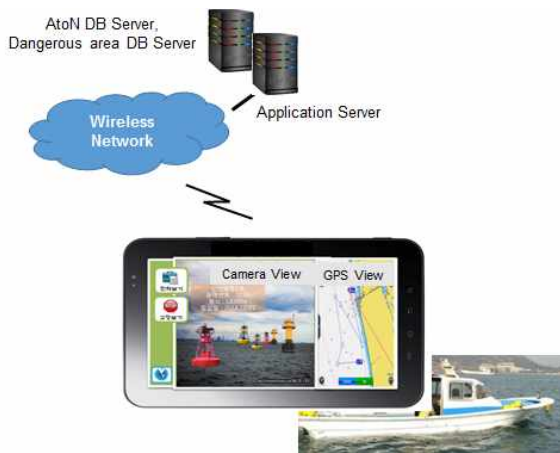 AtoN DB Server,
Dangerous area DB Server
Application Server
Wireless
Network
Camera View
GPS View